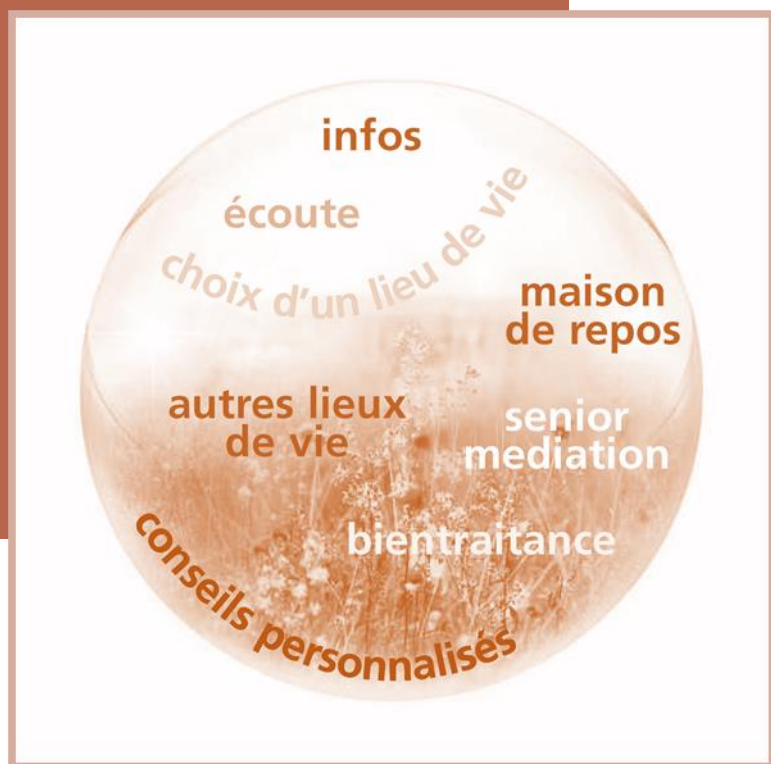 infos
écoute
choix d'un lieu de vie
maison
de repos
autres lieux
de vie
senior
mediation
bientraitance
conseils personnalisés